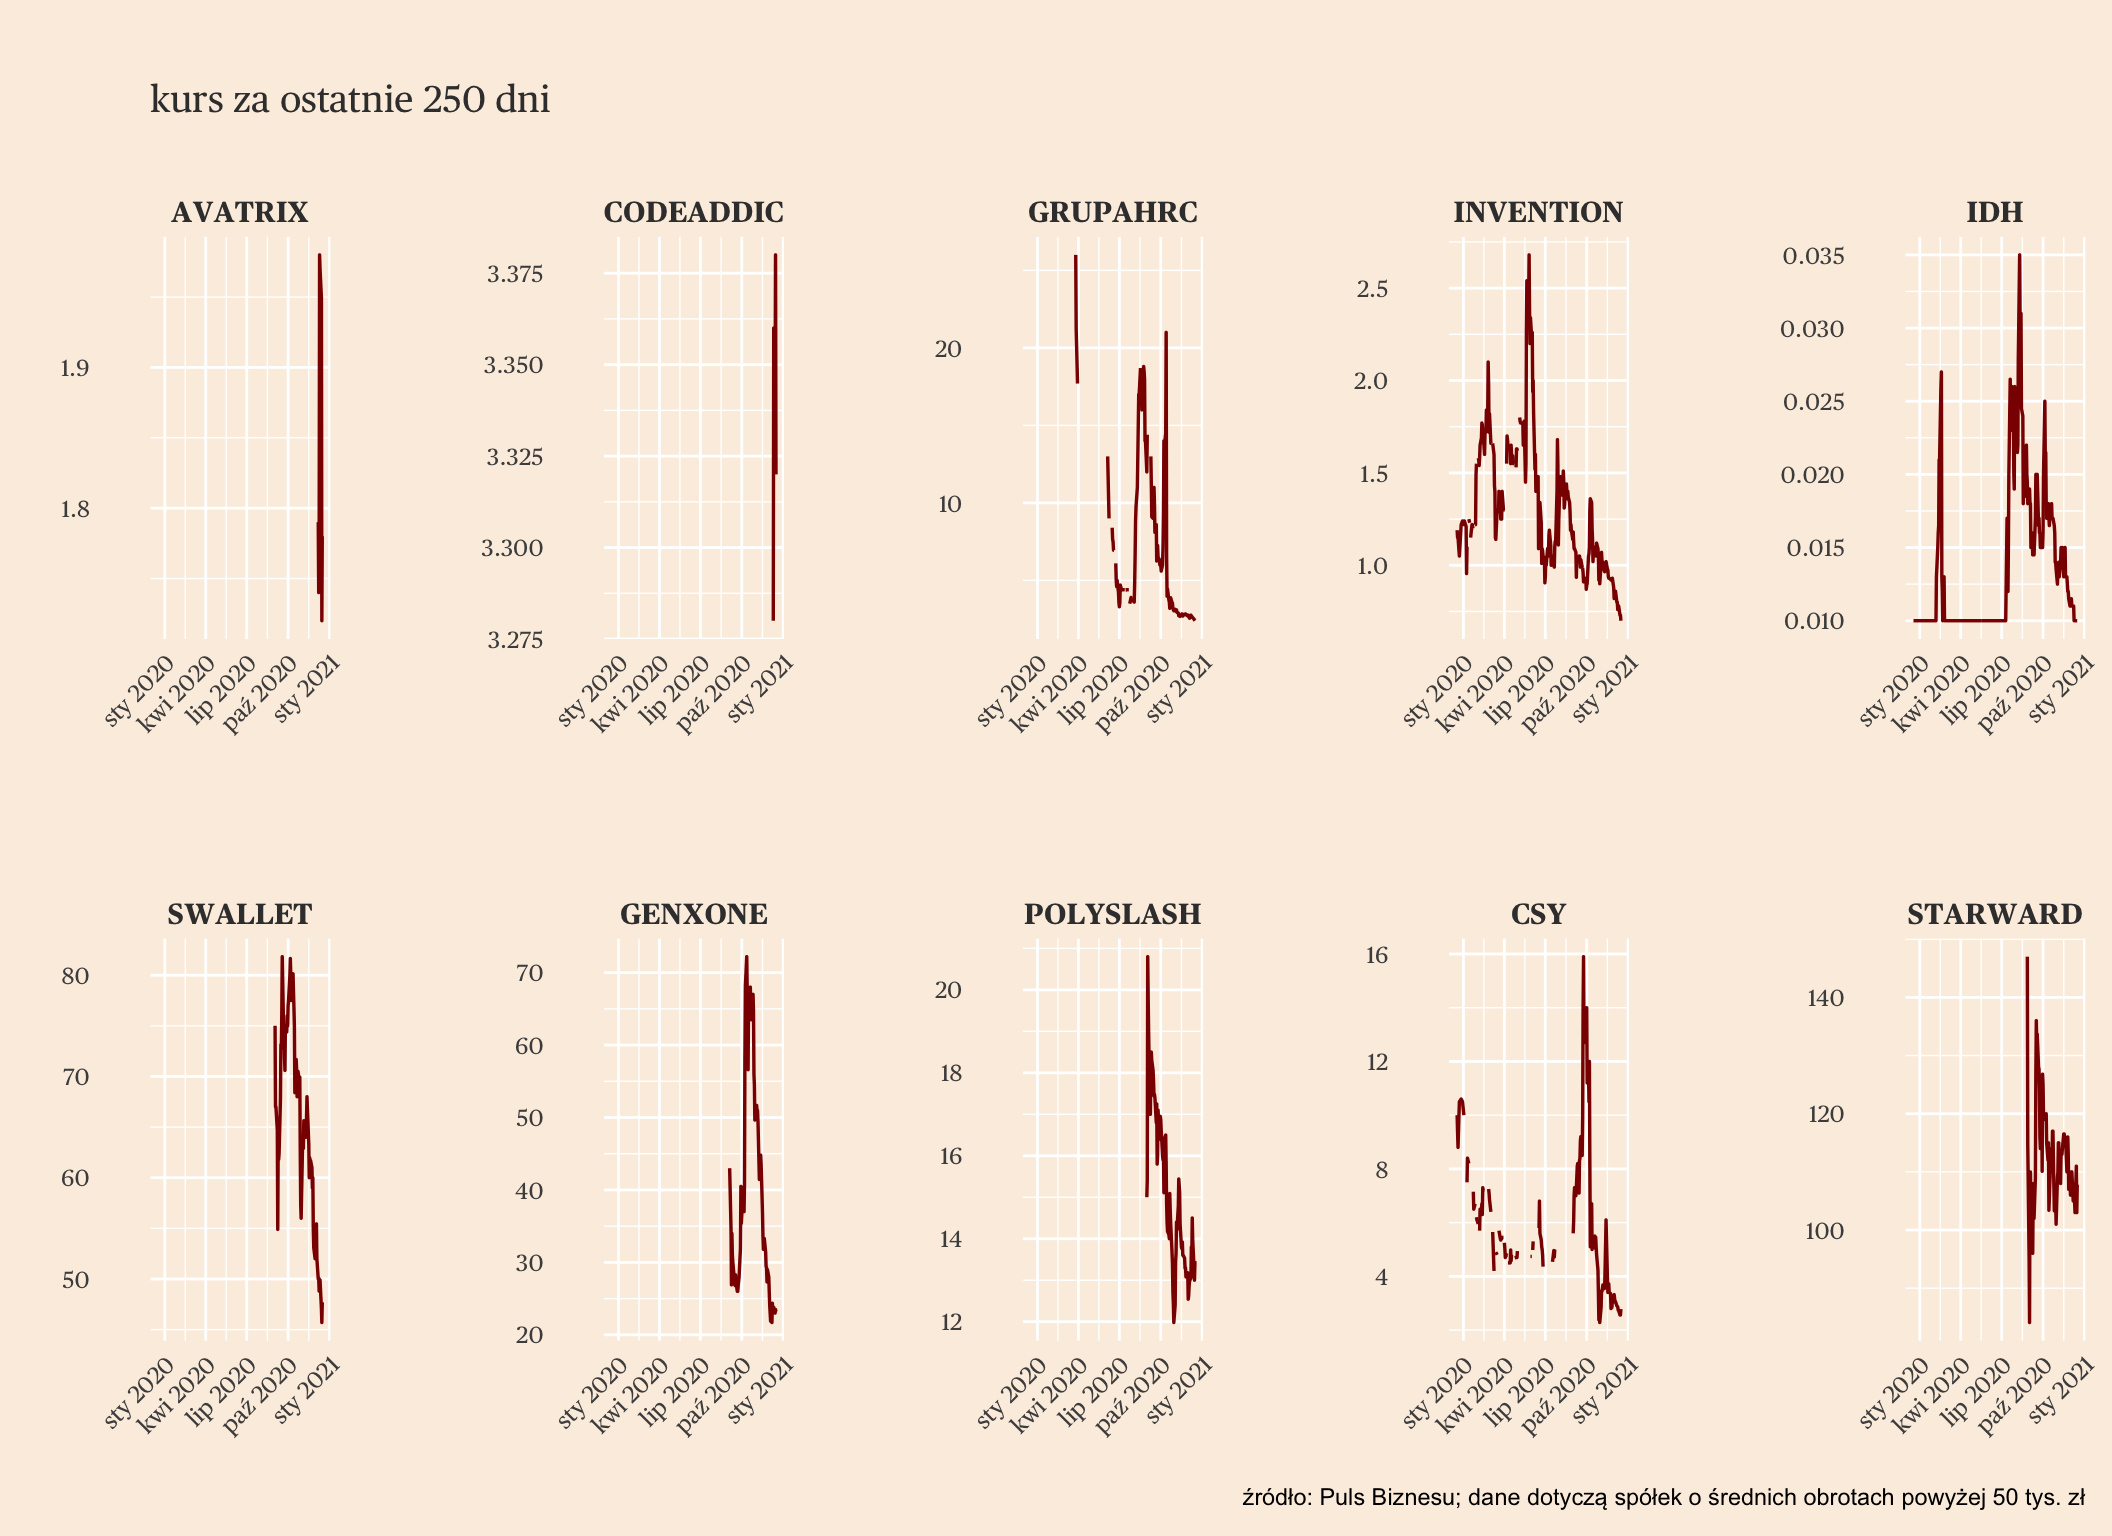 kurs za ostatnie 250 dni
AVATRIX
1.9
1.8
sty 2020
kwi 2020
lip 2020
paź 2020
sty 2021
CODEADDIC
3.375
3.350
3.325
3.300
3.275
sty 2020
kwi 2020
lip 2020
paź 2020
sty 2021
GRUPAHRC
20
10
sty 2020
kwi 2020
lip 2020
paź 2020
sty 2021
INVENTION
2.5
2.0
1.5
1.0
sty 2020
kwi 2020
lip 2020
paź 2020
sty 2021
IDH
0.035
0.030
0.025
0.020
0.015
0.010
sty 2020
kwi 2020
lip 2020
paź 2020
sty 2021
SWALLET
80
70
60
50
sty 2020
kwi 2020
lip 2020
paź 2020
sty 2021
GENXONE
70
60
50
40
30
20
sty 2020
kwi 2020
lip 2020
paź 2020
sty 2021
POLYSLASH
20
18
16
14
12
sty 2020
kwi 2020
lip 2020
paź 2020
sty 2021
CSY
16
12
8
4
sty 2020
kwi 2020
lip 2020
paź 2020
sty 2021
STARWARD
140
120
100
sty 2020
kwi 2020
lip 2020
paź 2020
sty 2021
źródło: Puls Biznesu; dane dotyczą spółek o średnich obrotach powyżej 50 tys. zł